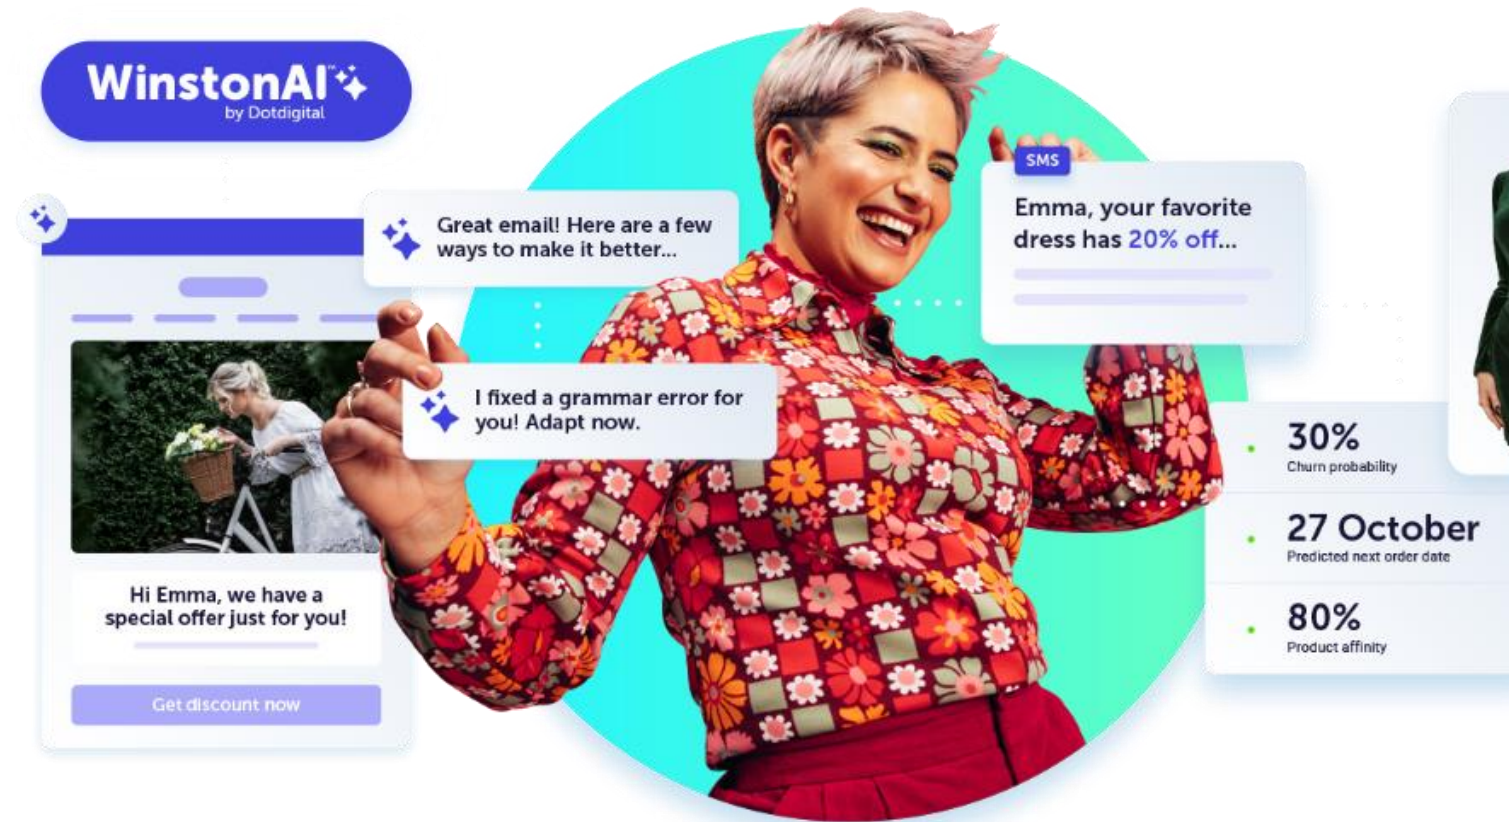 WinstonAI™
by Dotdigital
Great email! Here are a few
ways to make it better...
I fixed a grammar error for
you! Adapt now.
Hi Emma, we have a
special offer just for you!
Get discount now
SMS
Emma, your favorite
dress has 20% off...
30%
Churn probability
27 October
Predicted next order date
80%
Product affinity